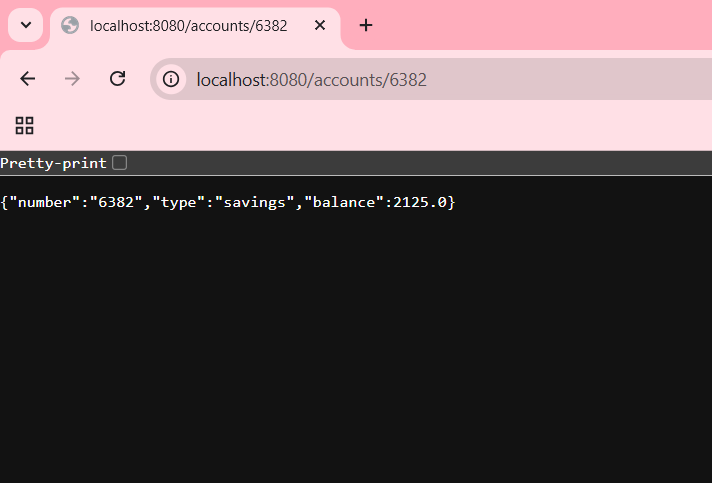 localhost:8080/accounts/6382
localhost:8080/accounts/6382
Pretty-print
{"number":"6382","type":"savings","balance":2125.0}